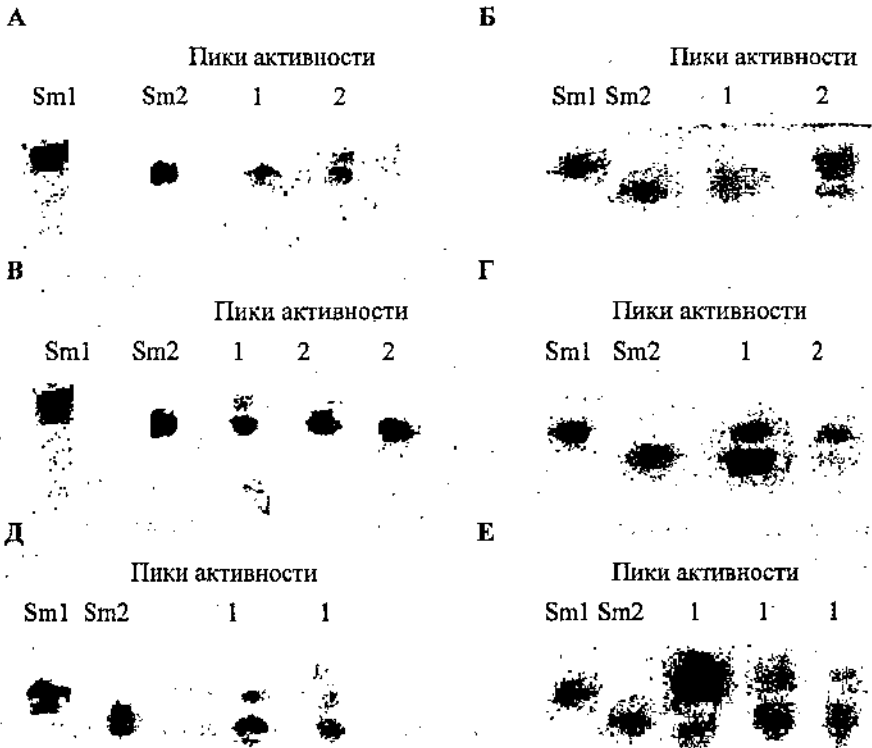 А
Пики активности
Sm1 Sm2 1 2
Б
Пики активности
Sm1 Sm2 1 2
В
Пики активности
Sm1 Sm2 1 2 2
Г
Пики активности
Sm1 Sm2 1 2
Д
Пики активности
Sm1 Sm2 1 1
Е
Пики активности
Sm1 Sm2 1 1 1